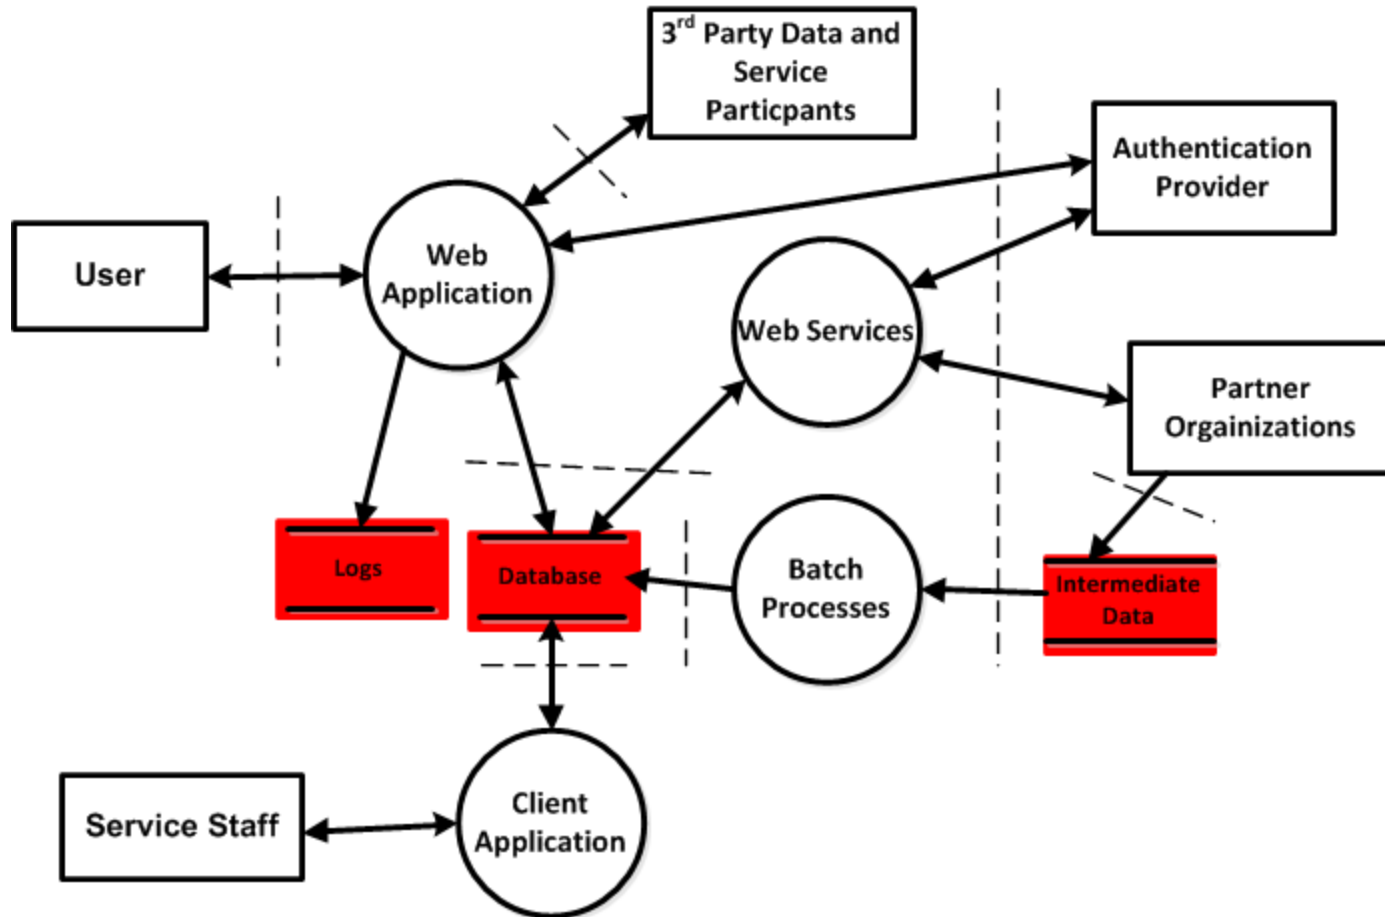 3rd Party Data and
Service
Particpants
Authentication
Provider
User
Web
Application
Web Services
Partner
Orgainizations
Logs
Database
Batch
Processes
Intermediate
Data
Client
Application
Service Staff